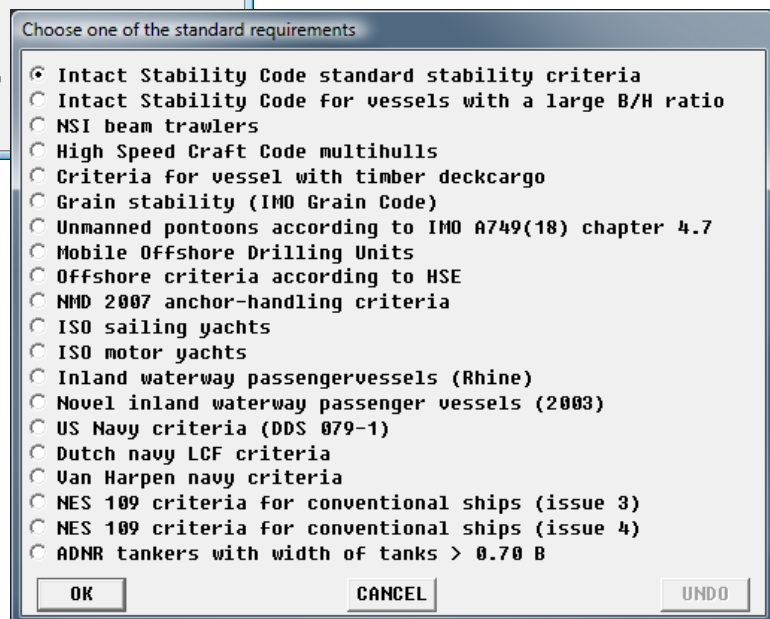 Choose one of the standard requirements
Intact Stability Code standard stability criteria
Intact Stability Code for vessels with a large B/H ratio
NSI beam trawlers
High Speed Craft Code multihulls
Criteria for vessel with timber deckcargo
Grain stability (IMO Grain Code)
Unmanned pontoons according to IMO A749(18) chapter 4.7
Mobile Offshore Drilling Units
Offshore criteria according to HSE
NMD 2007 anchor-handling criteria
ISO sailing yachts
ISO motor yachts
Inland waterway passengervessels (Rhine)
Novel inland waterway passenger vessels (2003)
US Navy criteria (DDS 079-1)
Dutch navy LCF criteria
Van Harpen navy criteria
NES 109 criteria for conventional ships (issue 3)
NES 109 criteria for conventional ships (issue 4)
ADNR tankers with width of tanks > 0.70 B
OK CANCEL UNDO